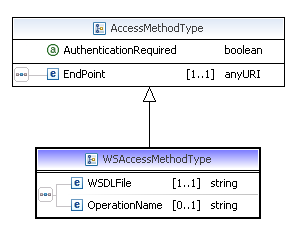 AccessMethodType
AuthenticationRequired boolean
EndPoint [1..1] anyURI
WSAccessMethodType
WSDLFile [1..1] string
OperationName [0..1] string